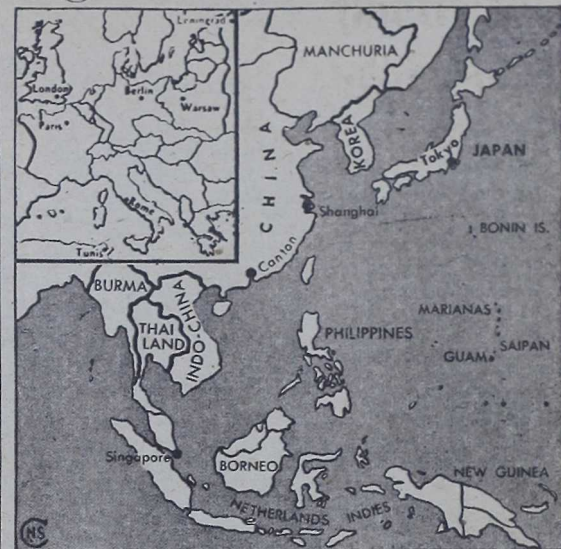 Leningrad
London
Berlin
Warsaw
Paris
Rome
Tunis
MANCHURIA
CHINA
KOREA
Tokyo
JAPAN
Shanghai
BONIN IS.
Canton
BURMA
INDO-CHINA
THAI
LAND
PHILIPPINES
MARIANAS
SAIPAN
GUAM
Singapore
BORNEO
NEW GUINEA
NETHERLANDS INDIES
CNS